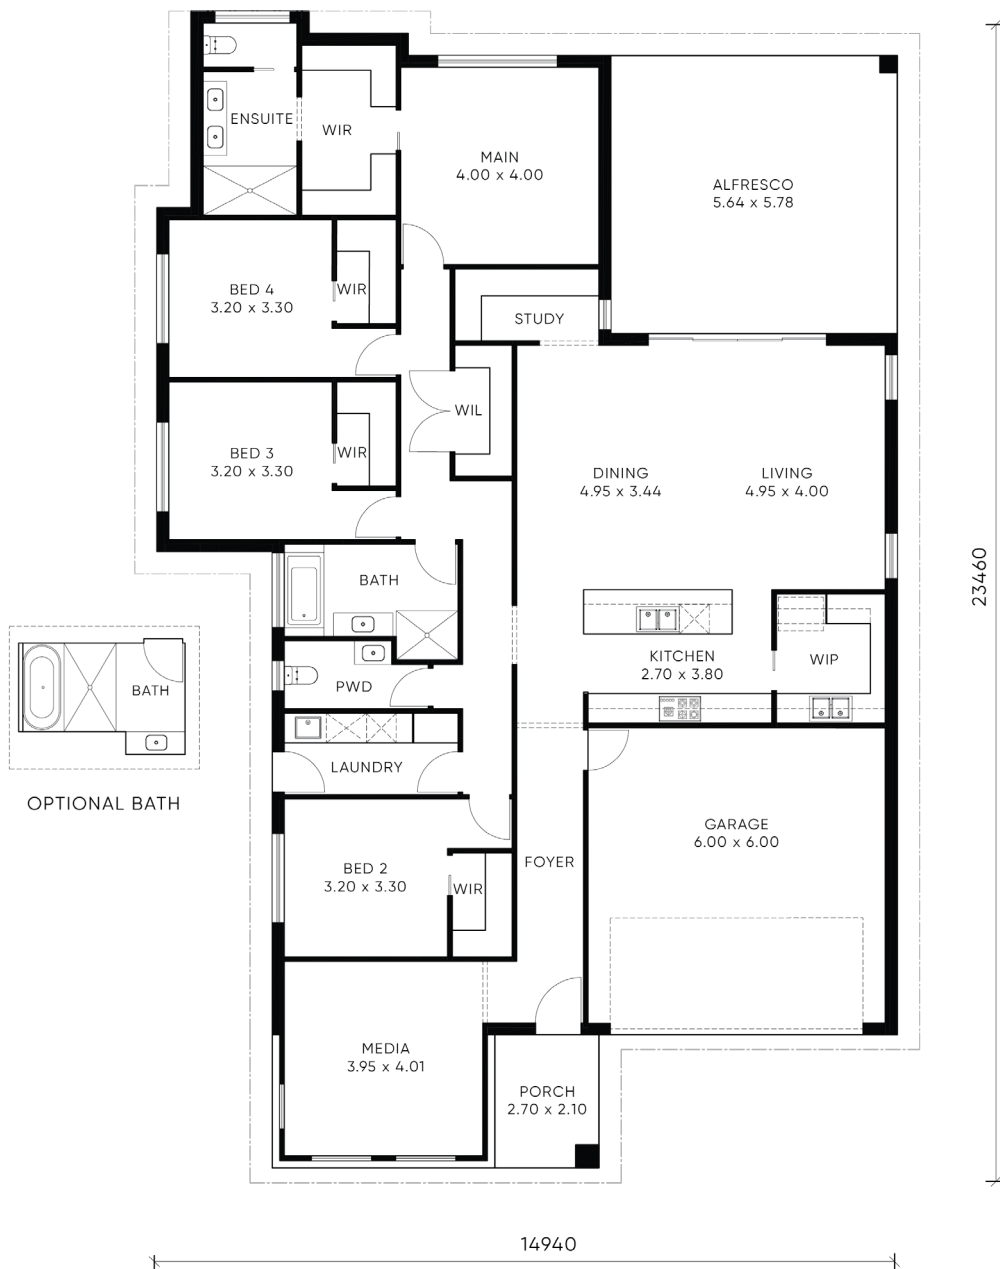 ENSUITE
WIR
MAIN
4.00 x 4.00
ALFRESCO
5.64 x 5.78
BED 4
3.20 x 3.30
WIR
STUDY
WIL
BED 3
3.20 x 3.30
WIR
DINING
4.95 x 3.44
LIVING
4.95 x 4.00
23460
BATH
KITCHEN
2.70 x 3.80
WIP
PWD
BATH
LAUNDRY
OPTIONAL BATH
GARAGE
6.00 x 6.00
FOYER
BED 2
3.20 x 3.30
WIR
MEDIA
3.95 x 4.01
PORCH
2.70 x 2.10
14940